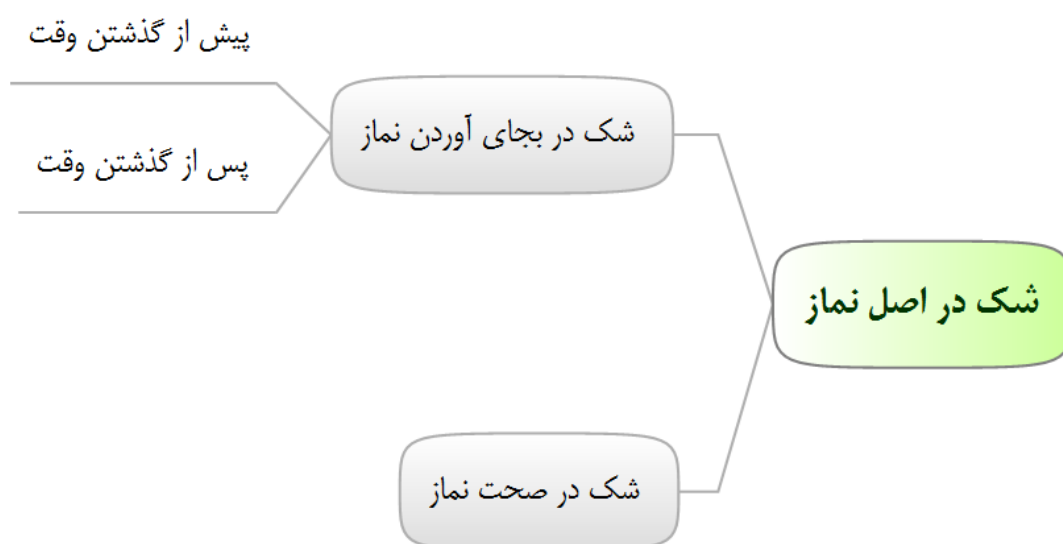 شک در اصل نماز
شک در بجای آوردن نماز
پیش از گذشتن وقت
پس از گذشتن وقت
شک در صحت نماز